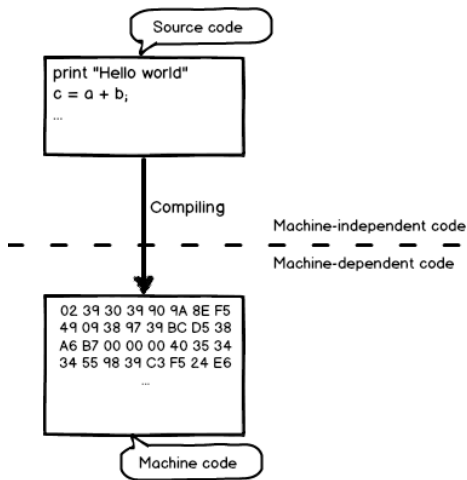 Source code
print "Hello world"
c = a + b;
...
Compiling
Machine-independent code
Machine-dependent code
02 39 30 39 90 9A 8E F5
49 09 38 97 39 BC D5 38
A6 B7 00 00 00 40 35 34
34 55 98 39 C3 F5 24 E6
...
Machine code